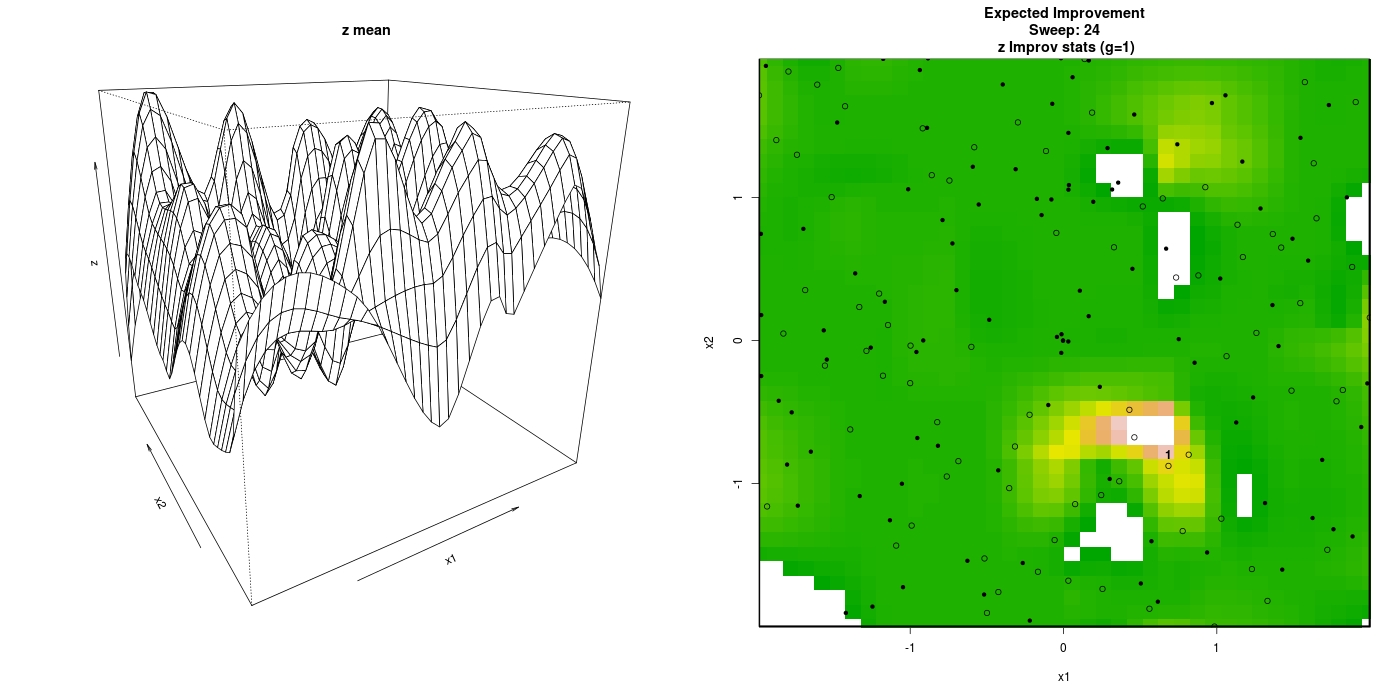 z mean
z
x2
x1
Expected Improvement
Sweep: 24
z Improv stats (g=1)
x2
1
0
-1
1
-1
0
1
x1